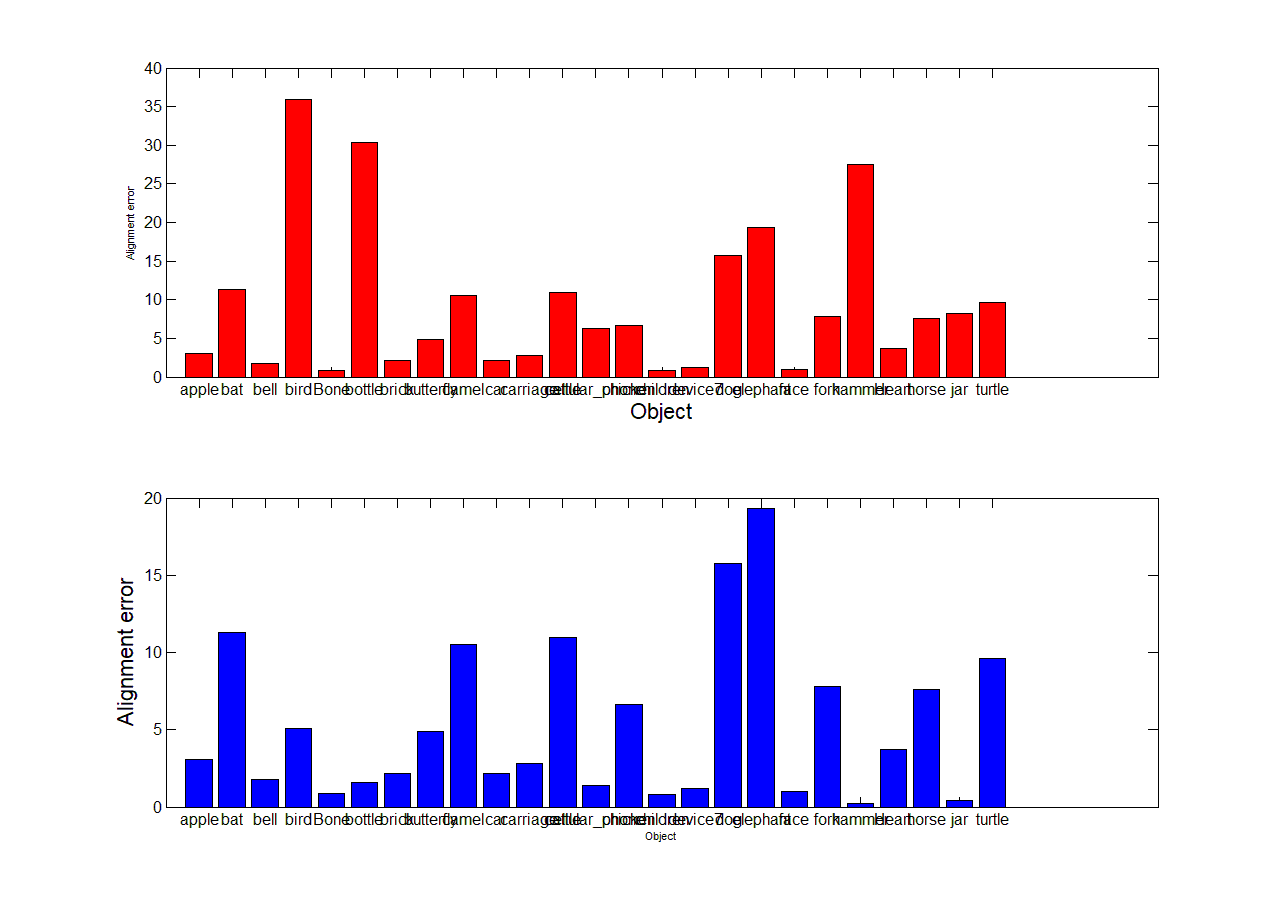 40
35
30
25
20
15
10
5
0
Alignment error
apple bat bell bird Bone bottle brick butterfly camel car carriage cattle cellular_phone chicken children device7 dog elephant face fork hammer Heart horse jar turtle
Object
20
15
10
5
0
Alignment error
apple bat bell bird Bone bottle brick butterfly camel car carriage cattle cellular_phone chicken children device7 dog elephant face fork hammer Heart horse jar turtle
Object